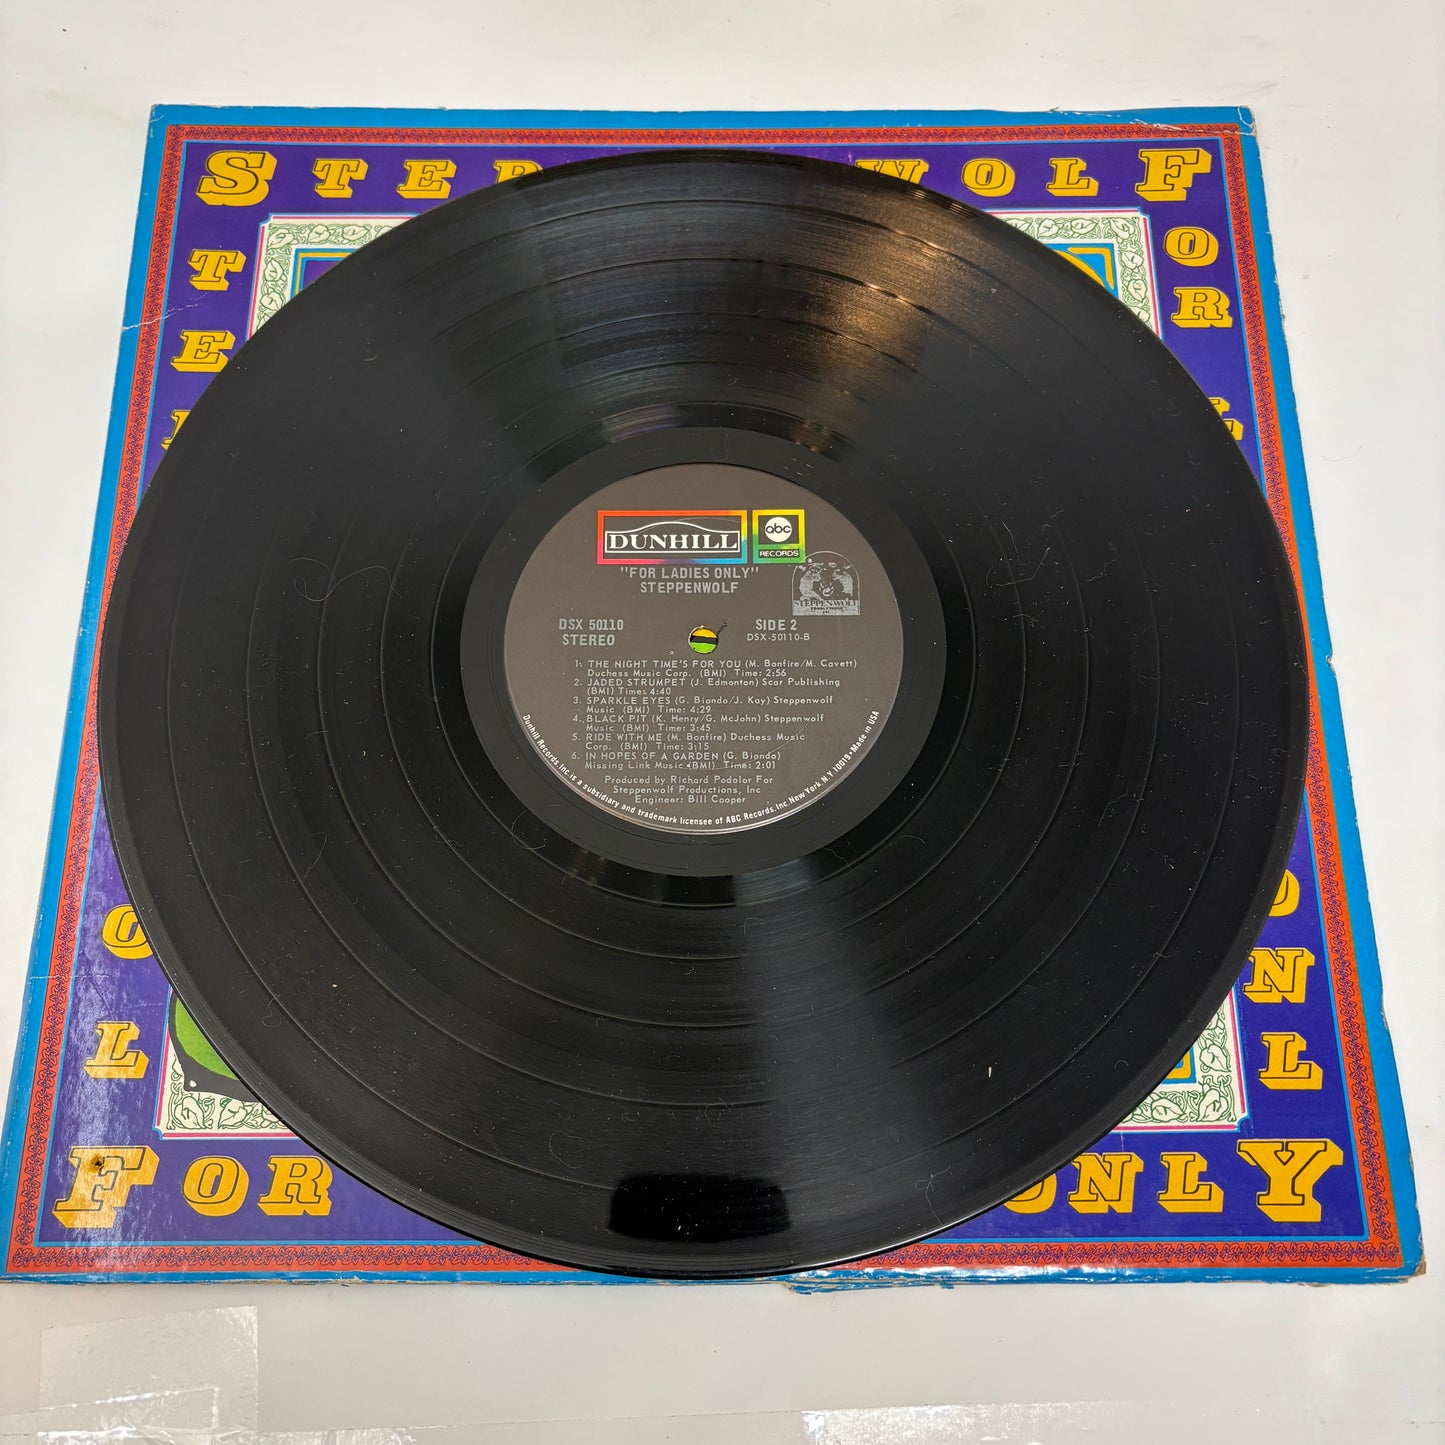 STEP WOLF
T
E
O
R
DUNHILL
abc
RECORDS
"FOR LADIES ONLY"
STEPPENWOLF
STEPPENWOLF
DSX 50110
STEREO
SIDE 2
DSX-50110-B
1. THE NIGHT TIME'S FOR YOU (M. Bonfire/M. Cavett)
Duchess Music Corp. (BMI) Time: 2:56
2. JADED STRUMPET (J. Edmonton) Scar Publishing
(BMI) Time: 4:40
3. SPARKLE EYES (G. Biondo/J. Kay) Steppenwolf
Music (BMI) Time: 4:29
4. BLACK PIT (K. Henry/G. McJohn) Steppenwolf
Music (BMI) Time: 3:45
5. RIDE WITH ME (M. Bonfire) Duchess Music
Corp. (BMI) Time: 3:15
6. IN HOPES OF A GARDEN (G. Biondo)
Missing Link Music (BMI) Time: 2:01
Produced by Richard Podolor For
Steppenwolf Productions, Inc
Engineer: Bill Cooper
Dunhill Records, Inc. is a subsidiary and trademark licensee of ABC Records, Inc. New York N.Y. 10019 • Made in USA
O
L
N
L
FOR ONLY